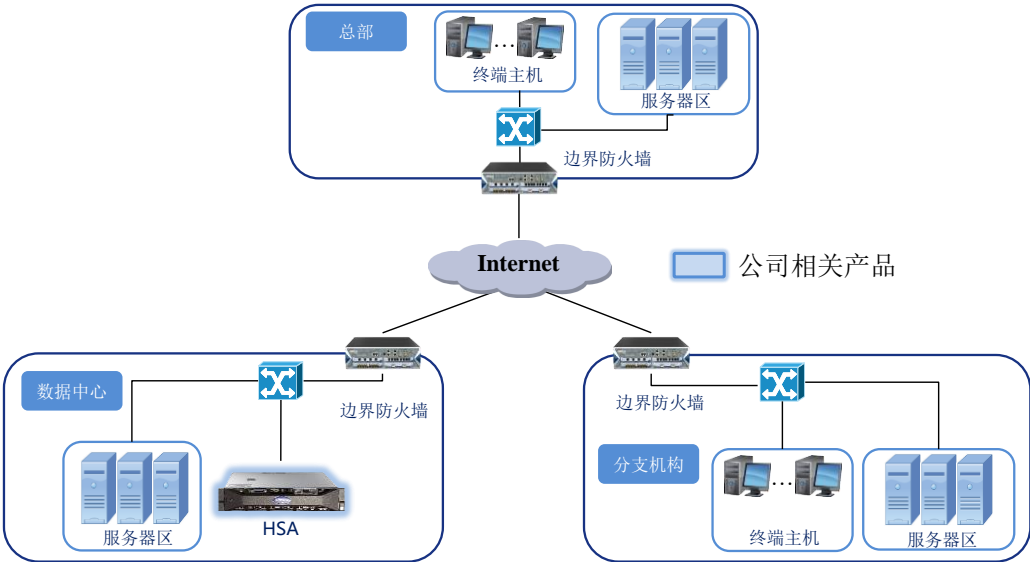 总部
…
终端主机
服务器区
边界防火墙
Internet
公司相关产品
数据中心
边界防火墙
服务器区
HSA
边界防火墙
分支机构
…
终端主机
服务器区